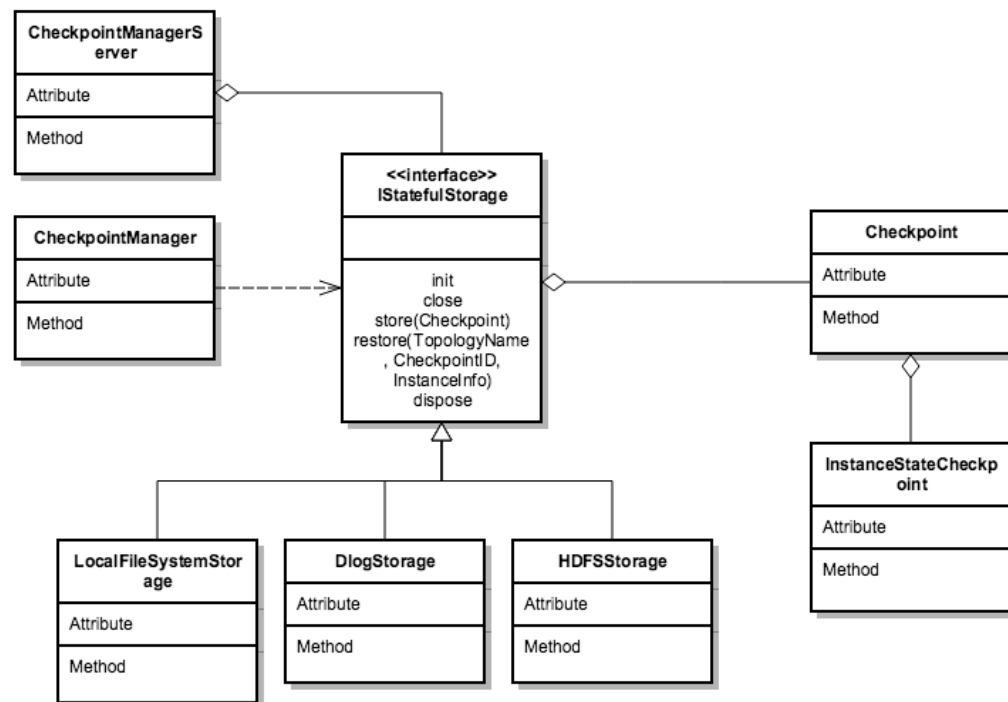 CheckpointManagerS
erver
Attribute
Method
CheckpointManager
Attribute
Method
<<interface>>
IStatefulStorage
init
close
store(Checkpoint)
restore(TopologyName
, CheckpointID,
InstanceInfo)
dispose
Checkpoint
Attribute
Method
InstanceStateCheckp
oint
Attribute
Method
LocalFileSystemStor
age
Attribute
Method
DlogStorage
Attribute
Method
HDFSStorage
Attribute
Method